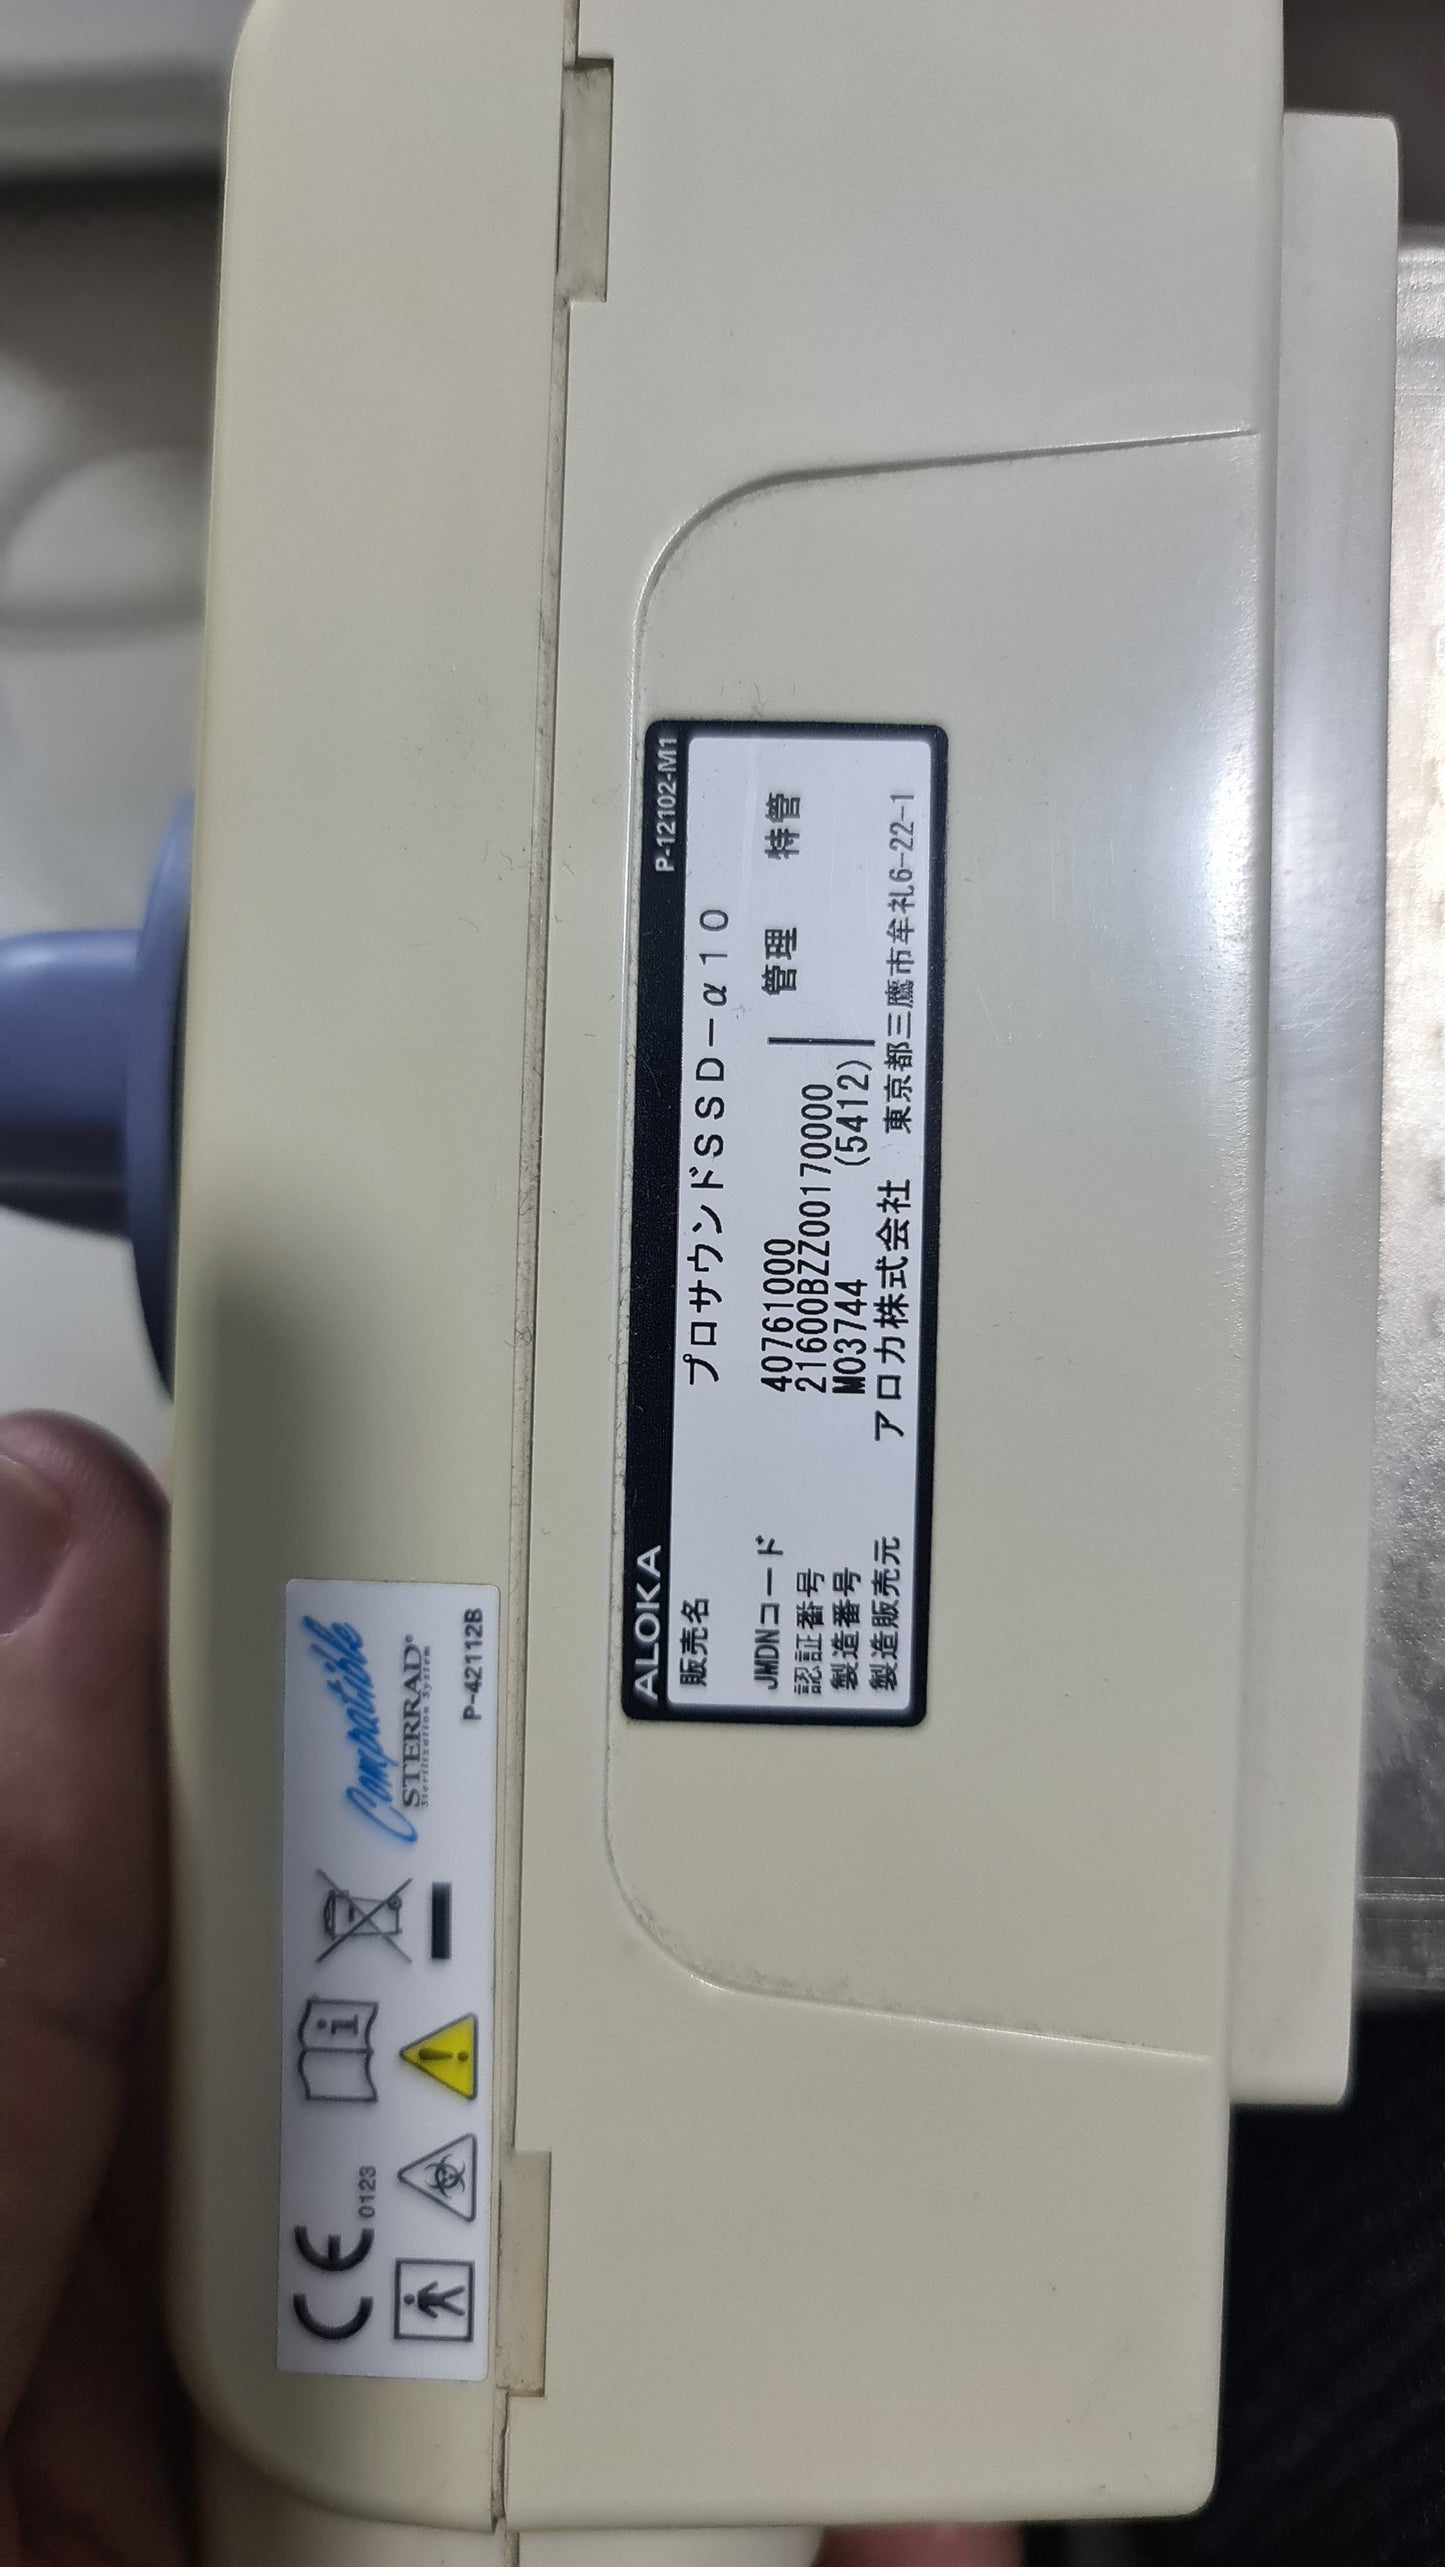 CE 0123
Compatible
STERRAD®
Sterilization System
P-42112B
ALOKA P-12102-M1
販売名 プロサウンドSSD－α10
JMDNコード 40761000 管理 特管
認証番号 21600BZZ00170000
製造番号 M03744 (5412)
製造販売元 アロカ株式会社 東京都三鷹市牟礼6-22-1